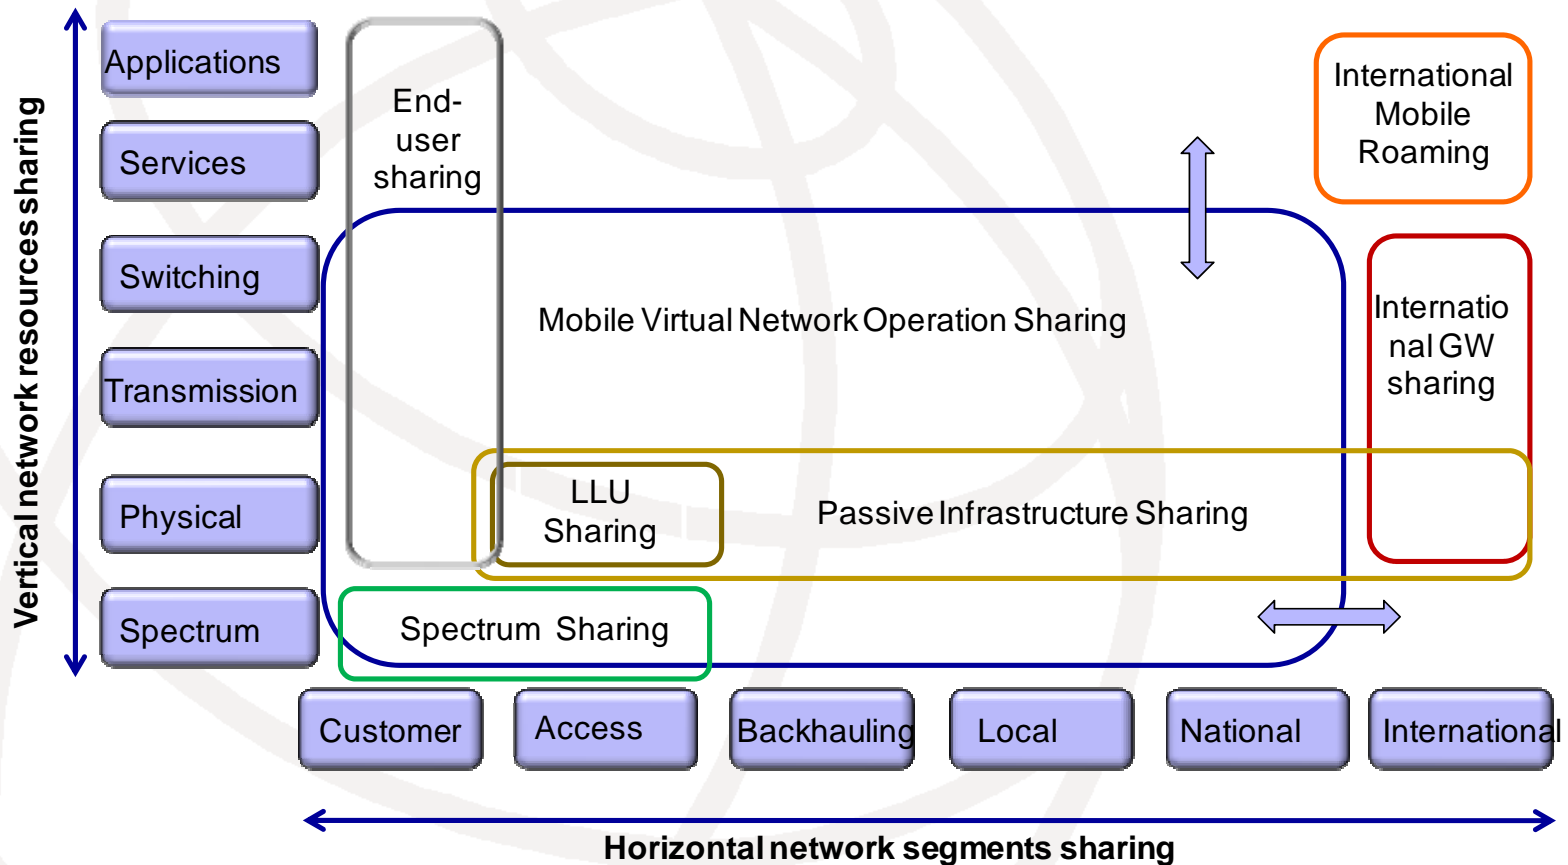 Vertical network resources sharing
Applications
Services
Switching
Transmission
Physical
Spectrum
End-
user
sharing
International
Mobile
Roaming
Mobile Virtual Network Operation Sharing
Internatio
nal GW
sharing
LLU
Sharing
Passive Infrastructure Sharing
Spectrum Sharing
Customer
Access
Backhauling
Local
National
International
Horizontal network segments sharing